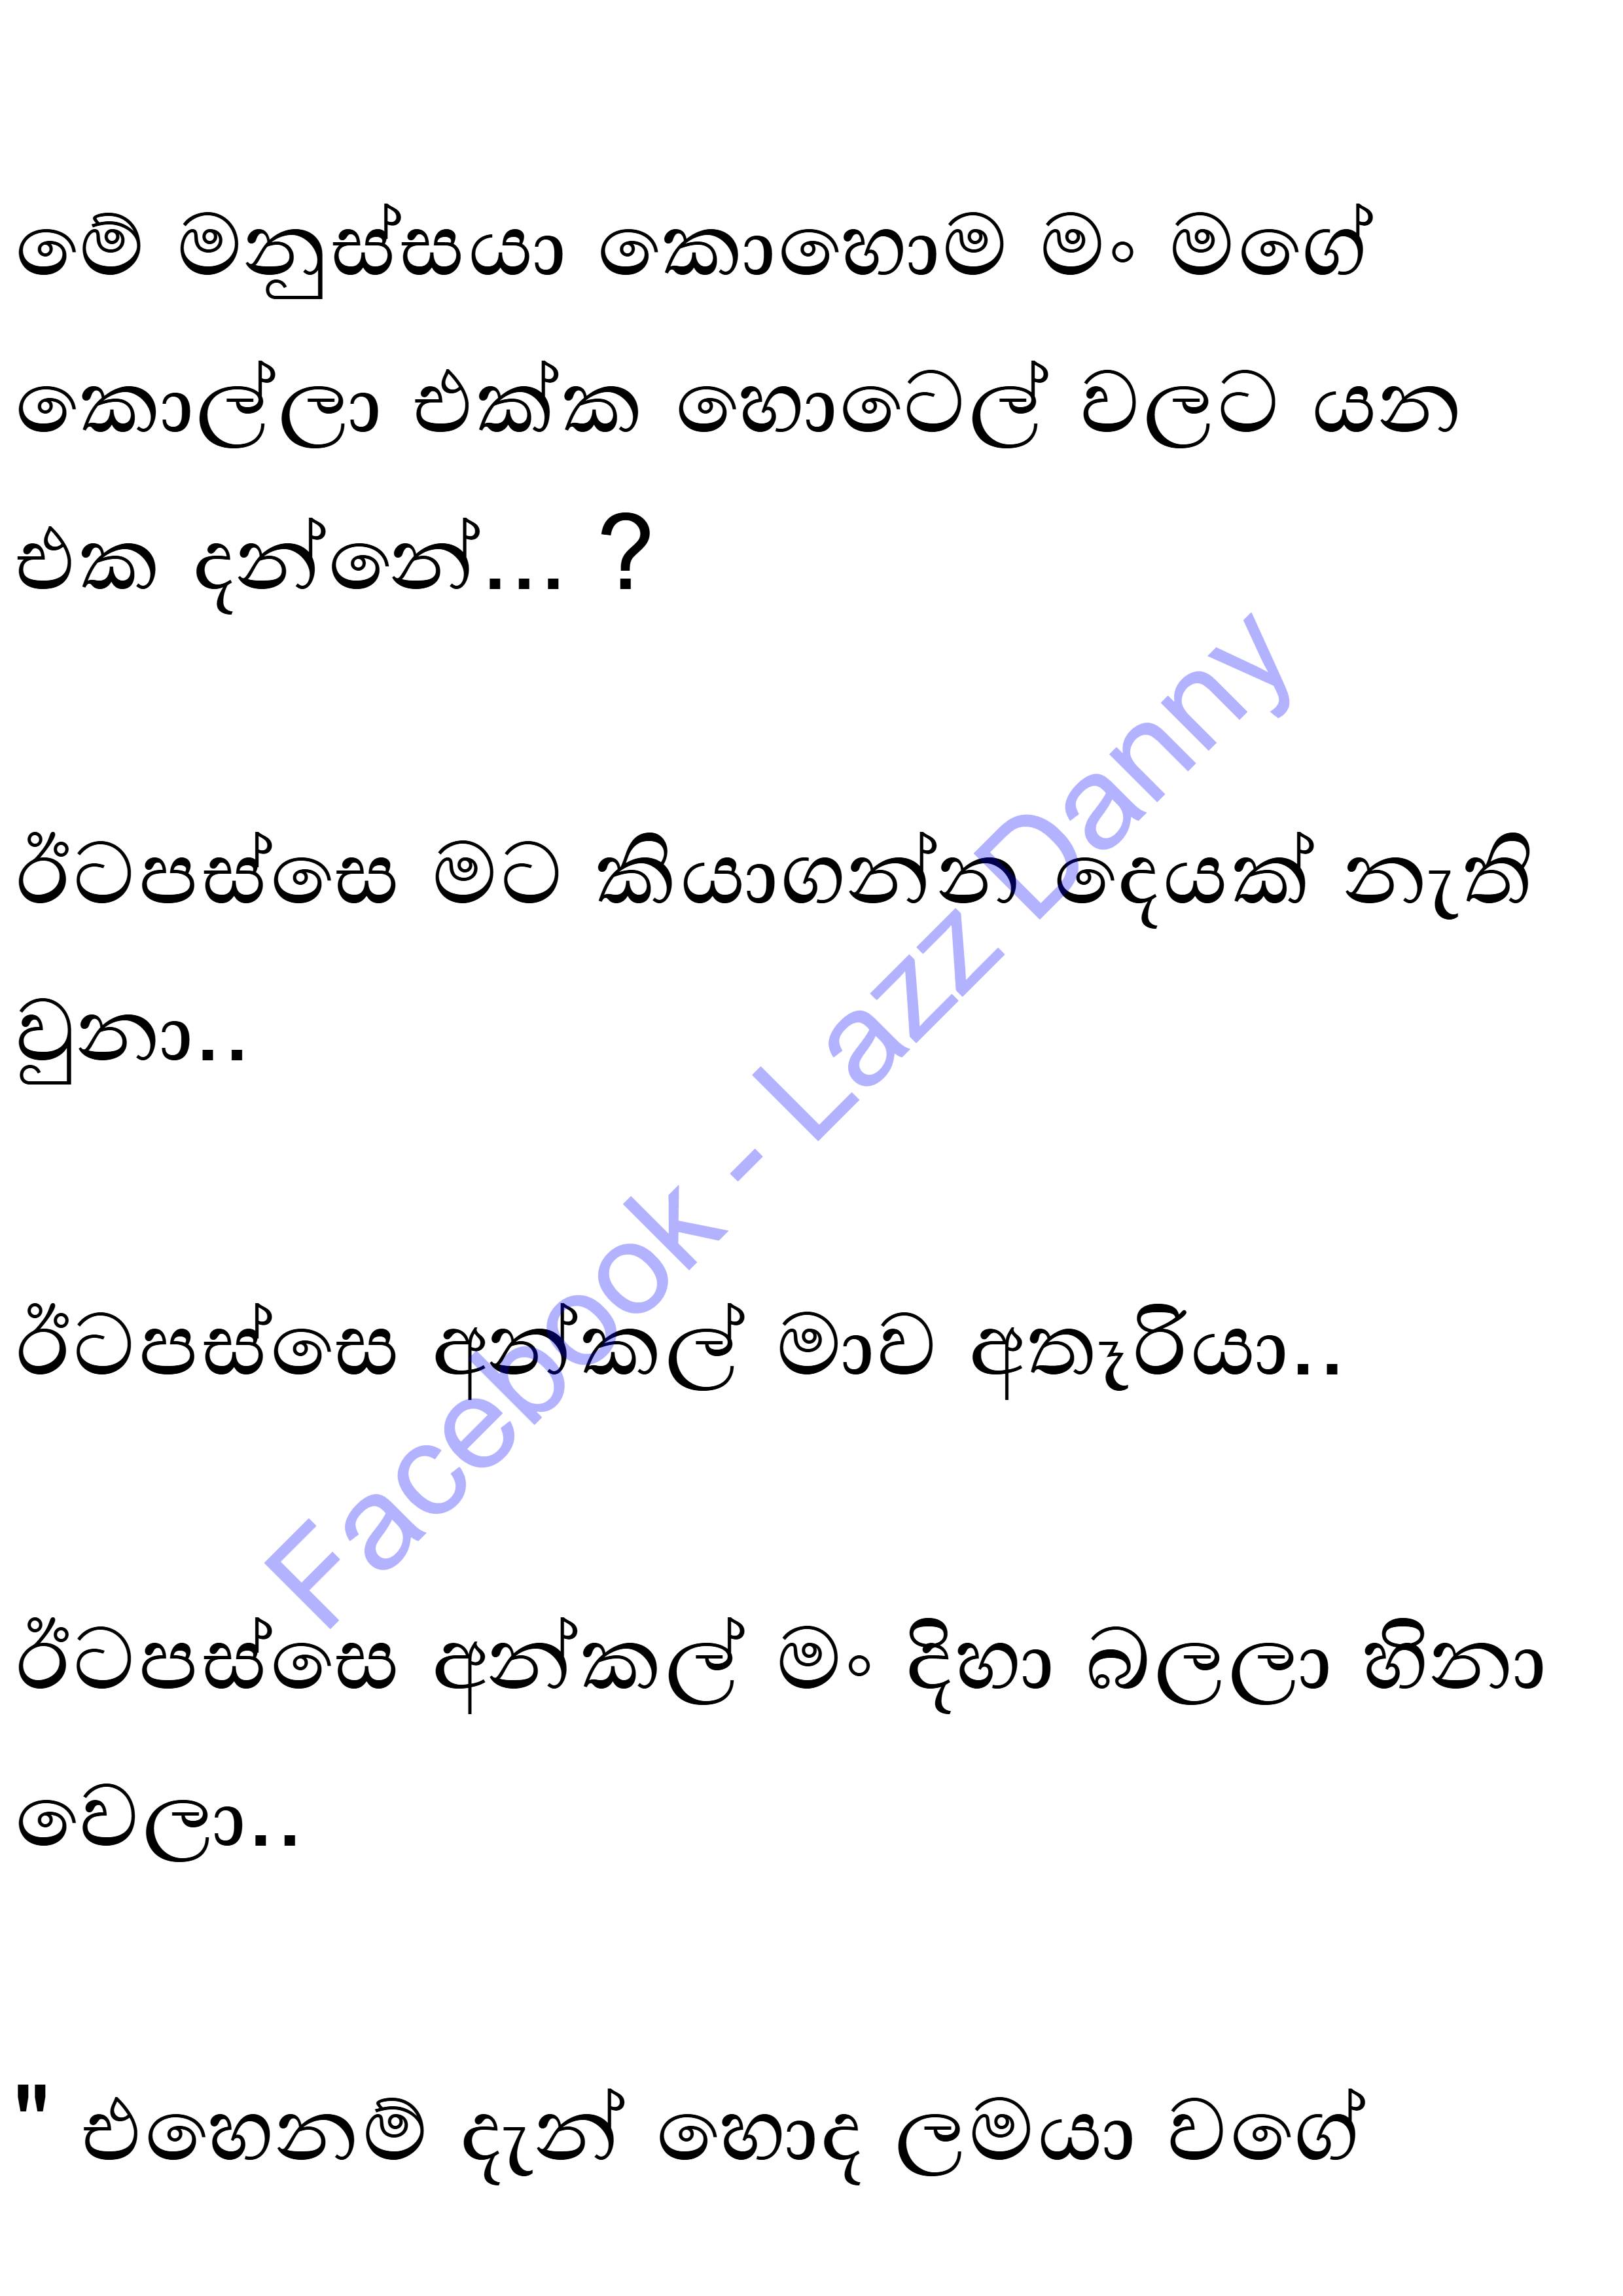 මේ මනුස්සයා කොහොම මං මගේ
කොල්ලා එක්ක හොටෙල් වලට යන
එක දන්නේ... ?
ඊටපස්සෙ මට කියාගන්න දෙයක් නැති
වුනා..
ඊටපස්සෙ අන්කල් මාව අතෑරියා..
ඊටපස්සෙ අන්කල් මං දිහා බලලා හිනා
වෙලා..
" එහෙනම් දැන් හොද ලමයා වගේ
Facebook - Lazz Danny